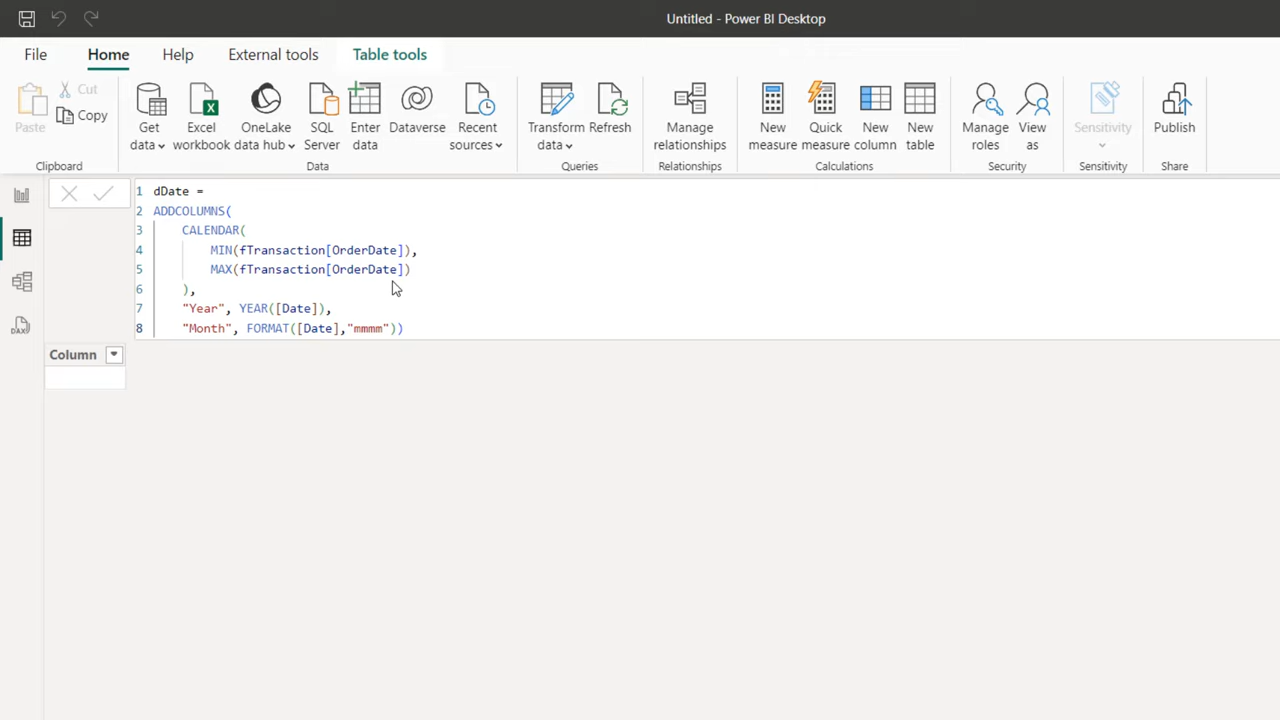 Untitled - Power BI Desktop
File Home Help External tools Table tools
Paste Cut Copy Get data Excel workbook OneLake data hub SQL Server Enter data Dataverse Recent sources Transform data Refresh Manage relationships New measure Quick measure New column New table Manage roles View as Sensitivity Publish
Clipboard Data Queries Relationships Calculations Security Sensitivity Share
1 dDate =
2 ADDCOLUMNS(
3 CALENDAR(
4 MIN(fTransaction[OrderDate]),
5 MAX(fTransaction[OrderDate])
6 ),
7 "Year", YEAR([Date]),
8 "Month", FORMAT([Date],"mmmm"))
Column
DAX